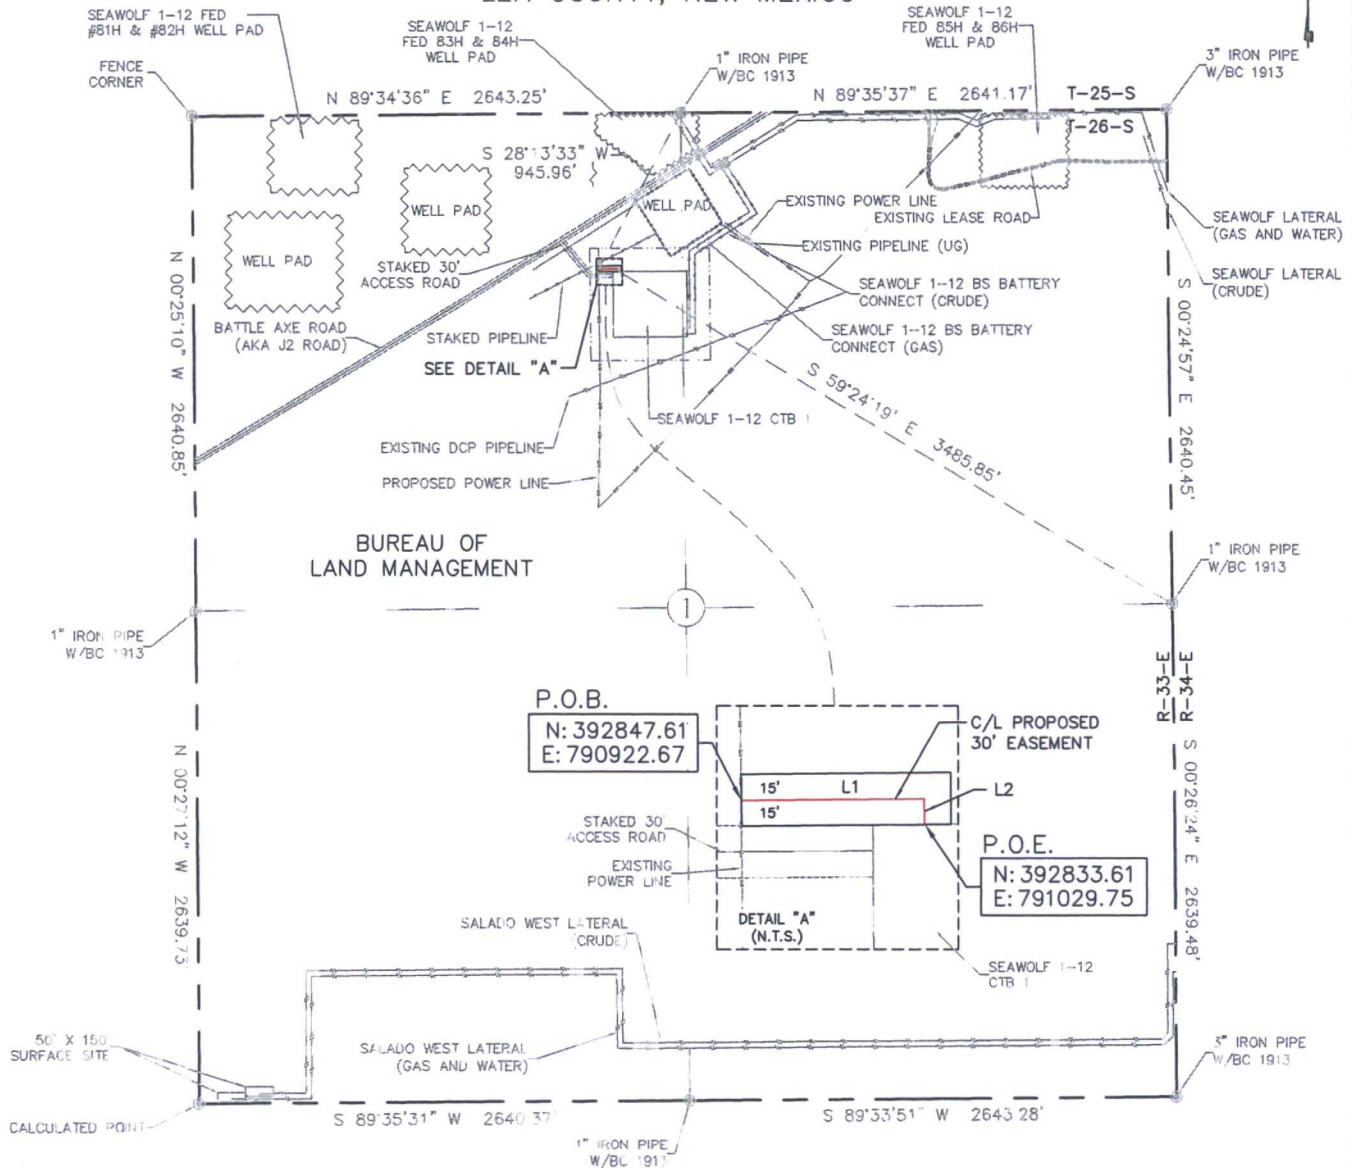 LEA COUNTY, NEW MEXICO
SEAWOLF 1-12 FED
#81H & #82H WELL PAD
SEAWOLF 1-12
FED 83H & 84H
WELL PAD
SEAWOLF 1-12
FED 85H & 86H
WELL PAD
FENCE
CORNER
1" IRON PIPE
W/BC 1913
3" IRON PIPE
W/BC 1913
N 89°34'36" E 2643.25'
N 89°35'37" E 2641.17'
T-25-S
T-26-S
S 28°13'33" W
945.96'
WELL PAD
WELL PAD
WELL PAD
EXISTING POWER LINE
EXISTING LEASE ROAD
EXISTING PIPELINE (UG)
SEAWOLF LATERAL
(GAS AND WATER)
SEAWOLF LATERAL
(CRUDE)
STAKED 30'
ACCESS ROAD
SEAWOLF 1-12 BS BATTERY
CONNECT (CRUDE)
SEAWOLF 1-12 BS BATTERY
CONNECT (GAS)
BATTLE AXE ROAD
(AKA J2 ROAD)
STAKED PIPELINE
SEE DETAIL "A"
N 00°25'10" W 2640.85'
S 00°24'57" E 2640.45'
S 59°24'19" E 3485.85'
SEAWOLF 1-12 CTB 1
EXISTING DCP PIPELINE
PROPOSED POWER LINE
BUREAU OF
LAND MANAGEMENT
1" IRON PIPE
W/BC 1913
1" IRON PIPE
W/BC 1913
1
R-33-E
R-34-E
P.O.B.
N: 392847.61
E: 790922.67
C/L PROPOSED
30' EASEMENT
15' L1
15'
L2
STAKED 30'
ACCESS ROAD
EXISTING
POWER LINE
P.O.E.
N: 392833.61
E: 791029.75
DETAIL "A"
(N.T.S.)
SEAWOLF 1-12
CTB 1
N 00°27'12" W 2639.73'
S 00°26'24" E 2639.48'
SALADO WEST LATERAL
(CRUDE)
50' X 150'
SURFACE SITE
SALADO WEST LATERAL
(GAS AND WATER)
3" IRON PIPE
W/BC 1913
CALCULATED POINT
S 89°35'31" W 2640.37'
S 89°33'51" W 2643.28'
1" IRON PIPE
W/BC 1913